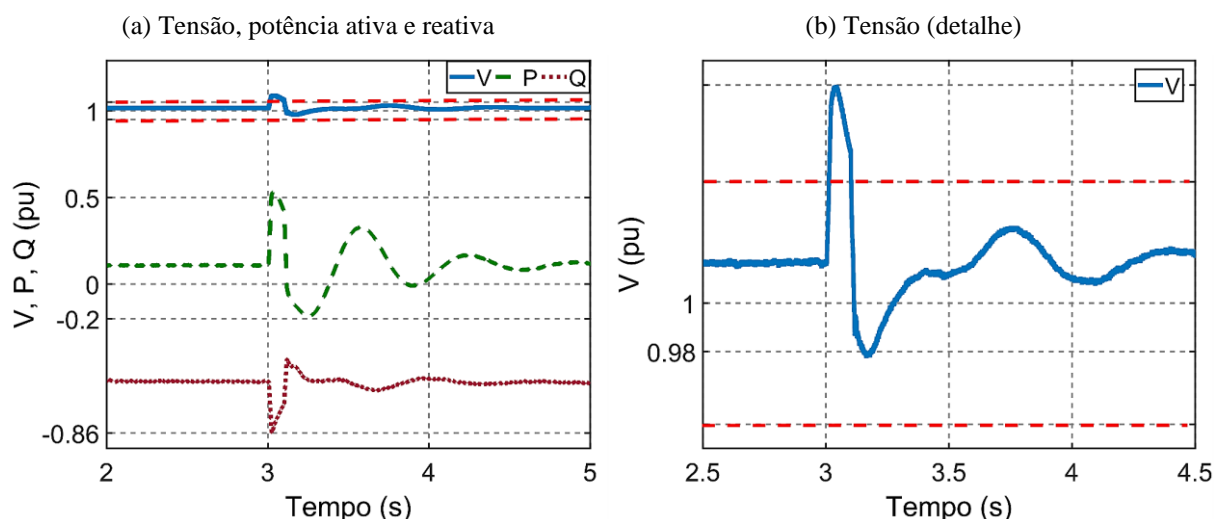 (a) Tensão, potência ativa e reativa
V P Q
V, P, Q (pu)
1
0.5
0
-0.2
-0.86
2 3 4 5
Tempo (s)
(b) Tensão (detalhe)
V
V (pu)
1
0.98
2.5 3 3.5 4 4.5
Tempo (s)